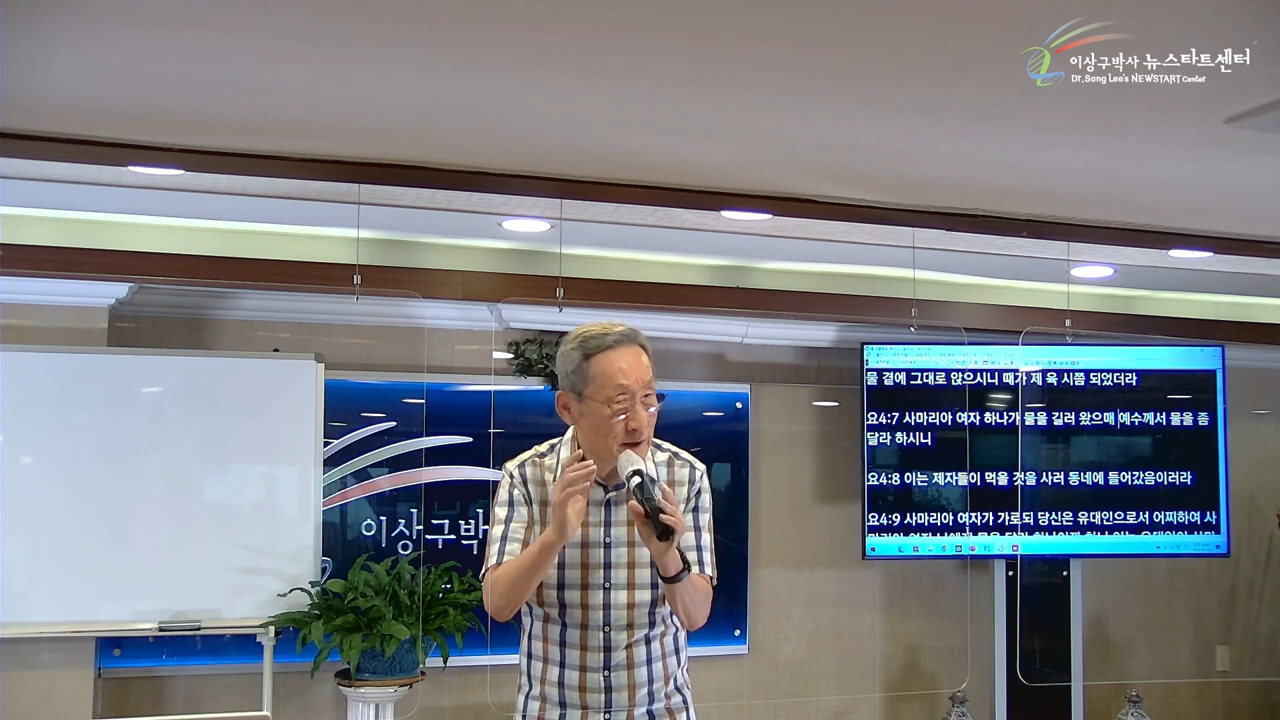 이상구박사 뉴스타트센터
Dr. Sang Lee's NEWSTART Center
물 곁에 그대로 앉으시니 때가 제 육 시쯤 되었더라
요4:7 사마리아 여자 하나가 물을 길러 왔으매 예수께서 물을 좀
달라 하시니
요4:8 이는 제자들이 먹을 것을 사러 동네에 들어갔음이러라
요4:9 사마리아 여자가 가로되 당신은 유대인으로서 어찌하여 사
이상구박